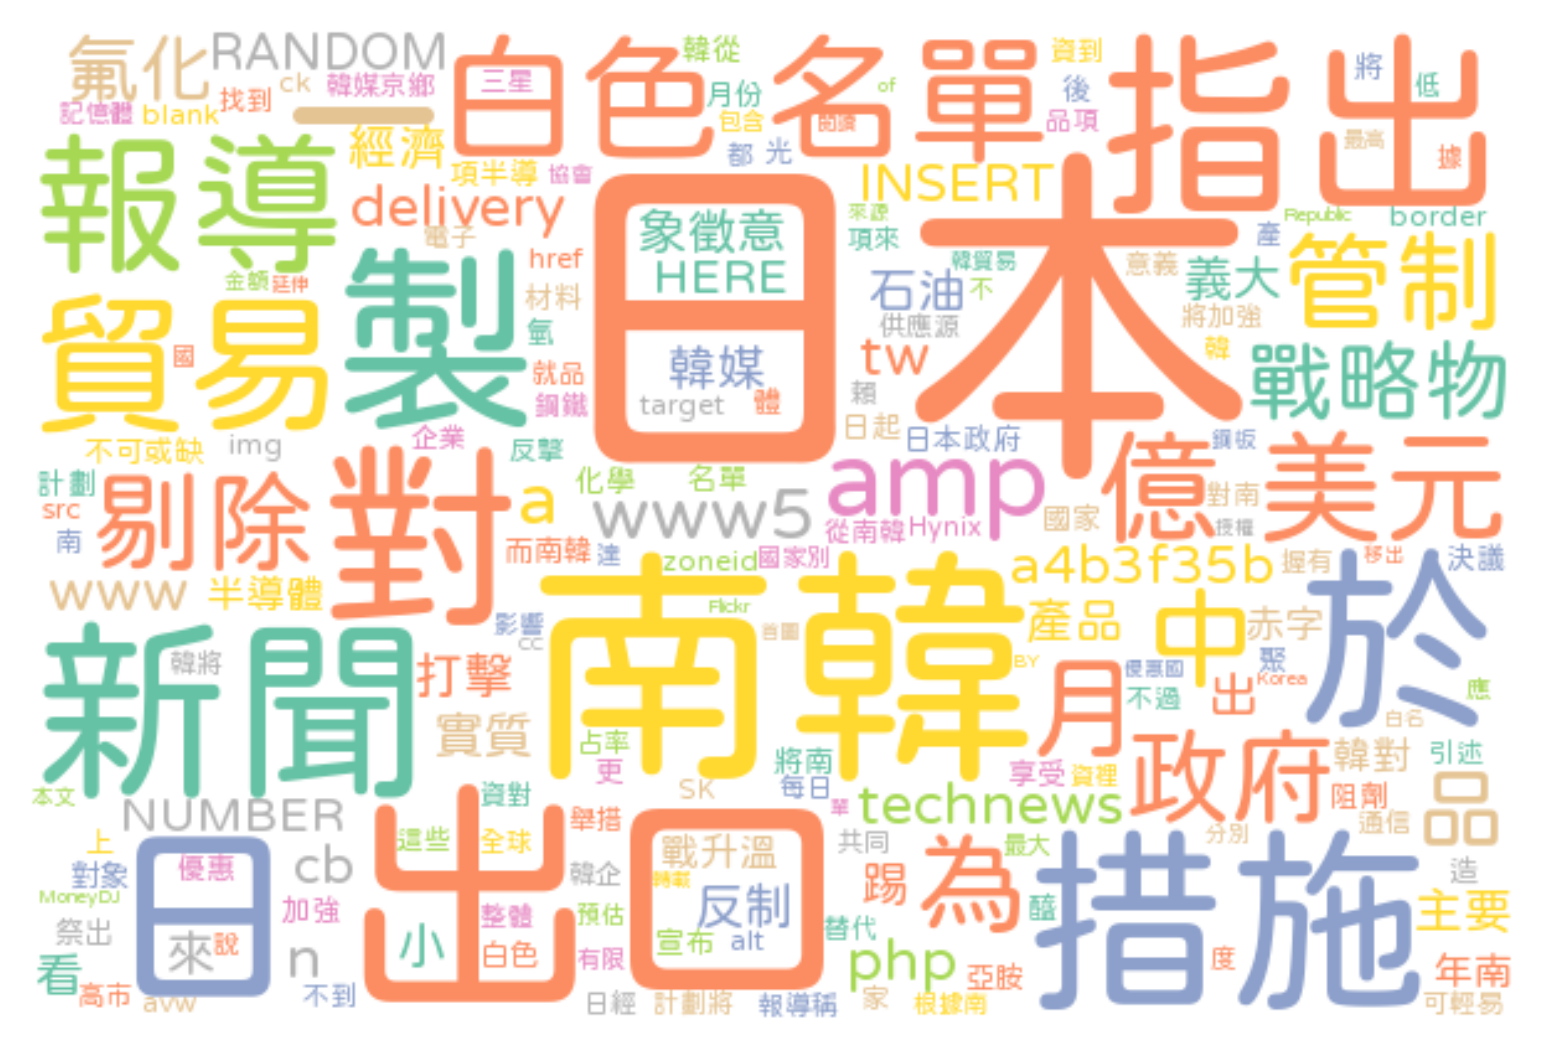 氟化
RANDOM
白色名單
韓從
指出
資到
將
低
ck
韓媒京鄉
三星
月份
of
後
記憶體
blank
找到
一
包含
品項
最高
據
經濟
項半導
協會
都
光
報導
delivery
電子
日本
象徵意
HERE
INSERT
來源
項來
Republic
border
產
金額
延伸
製
href
材料
氫
石油
不
韓貿易
意義
義大
管制
將加強
供應源
貿易
國
韓媒
target
體
tw
韓
戰略物
就品
鋼鐵
賴
日起
日本政府
不可或缺
img
企業
反擊
鋼板
計劃
src
南
剔除
對
a
化學
名單
www5
amp
從南韓
Hynix
國家
億
對南
授權
美元
而南韓
達
zoneid
國家別
a4b3f35b
握有
移出
決議
www
半導體
影響
CC
Flickr
首圖
南韓
BY
產品
中
赤字
於
優惠國
聚
Korea
應
新聞
韓將
打擊
實質
占率
更
月
不過
出
白名
將南
享受
資裡
政府
韓對
引述
本文
NUMBER
資對
SK
每日
單
technews
阻劑
品
上
這些
全球
舉措
出口
戰升溫
轉載
共同
最大
分別
通信
對象
日
優惠
cb
韓企
反制
踢
為
措施
造
MoneyDJ
加強
整體
預估
宣布
alt
替代
醯
主要
祭出
來
說
n
小
白色
有限
php
亞胺
度
年南
看
高市
avw
不到
日經
計劃將
報導稱
家
根據南
可輕易